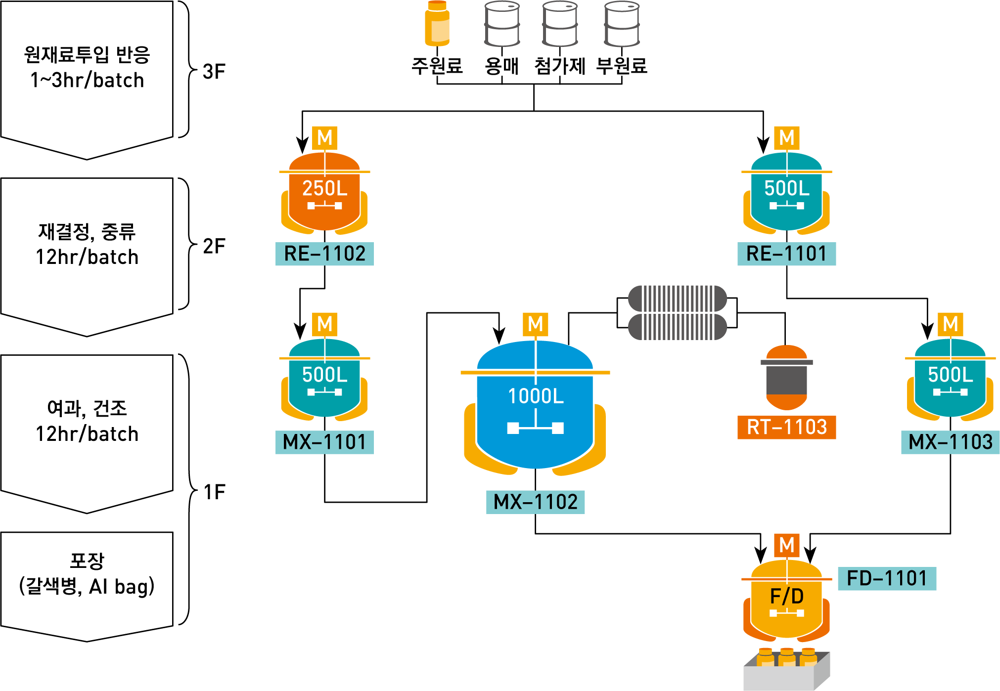 원재료투입 반응
1~3hr/batch
3F
재결정, 중류
12hr/batch
2F
여과, 건조
12hr/batch
1F
포장
(갈색병, AI bag)
주원료
용매
첨가제
부원료
M
250L
RE-1102
M
500L
RE-1101
M
500L
MX-1101
M
1000L
MX-1102
RT-1103
M
500L
MX-1103
M
F/D
FD-1101